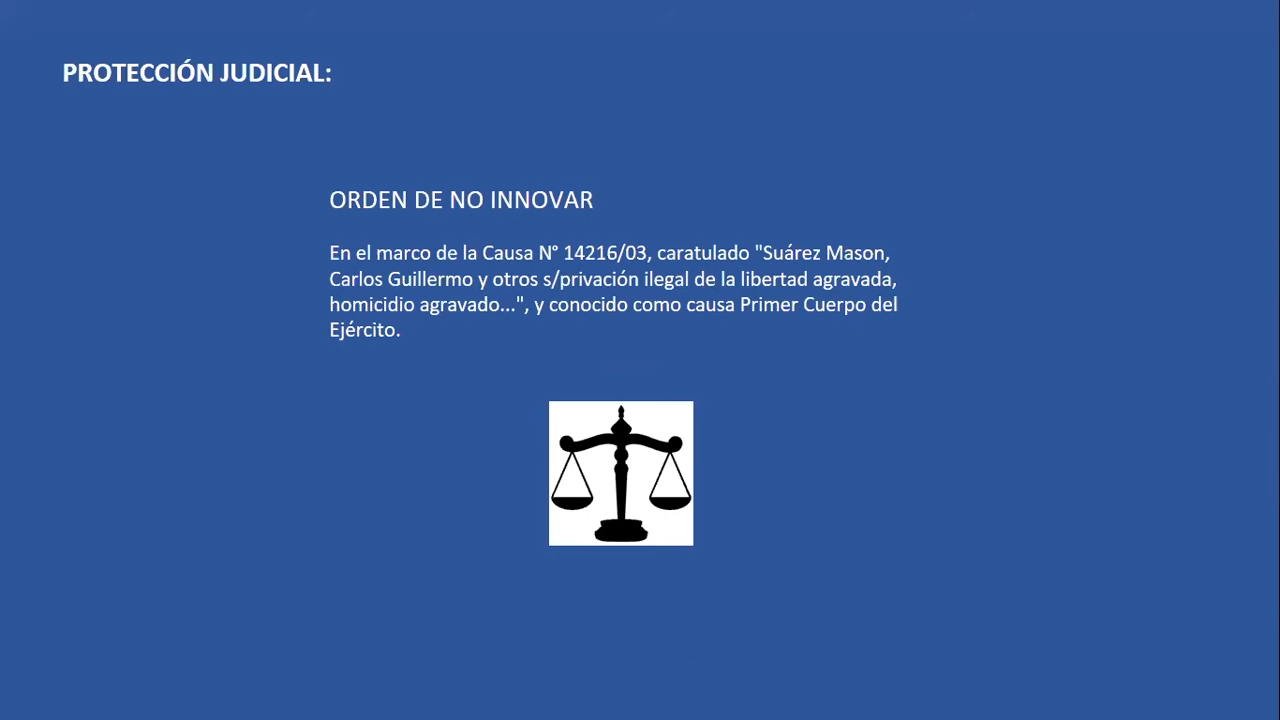 PROTECCIÓN JUDICIAL:
ORDEN DE NO INNOVAR
En el marco de la Causa N° 14216/03, caratulado "Suárez Mason,
Carlos Guillermo y otros s/privación ilegal de la libertad agravada,
homicidio agravado...", y conocido como causa Primer Cuerpo del
Ejército.